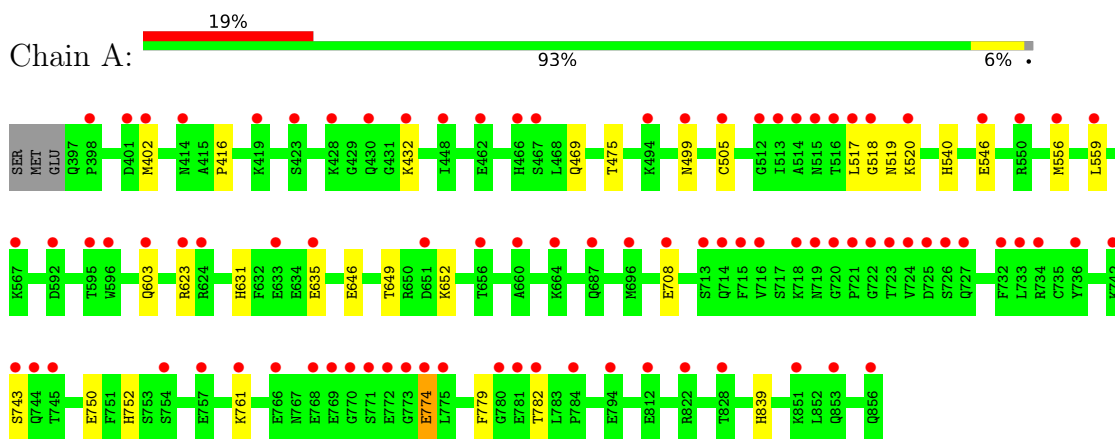 19%
Chain A:
93% 6% •
SER MET GLU Q397 P398 D401 M402 N414 A415 P416 K419 S423 K428 G429 Q430 G431 K432 I448 E462 H466 S467 L468 Q469 T475 K494 N499 C505 G512 I513 A514 N515 T516 L517 G518 N519 K520 H540 E546 R550 M556 L559
K567 D592 T595 W596 Q603 R623 R624 H631 F632 E633 E634 E635 E646 T649 R650 D651 K652 T656 A660 K664 Q687 M696 E708 S713 Q714 F715 V716 S717 K718 N719 G720 P721 G722 T723 V724 D725 S726 Q727 F732 L733 R734 C735 Y736
S743 Q744 T745 E750 F751 H752 S753 S754 E757 K761 E766 N767 E768 E769 G770 S771 E772 G773 E774 L775 F779 G780 E781 T782 L783 P784 E794 E812 R822 T828 H839 K851 L852 Q853 Q856